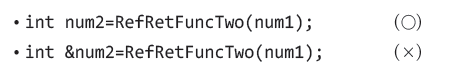 • int num2=RefRetFuncTwo(num1); (○)
• int &num2=RefRetFuncTwo(num1); (×)